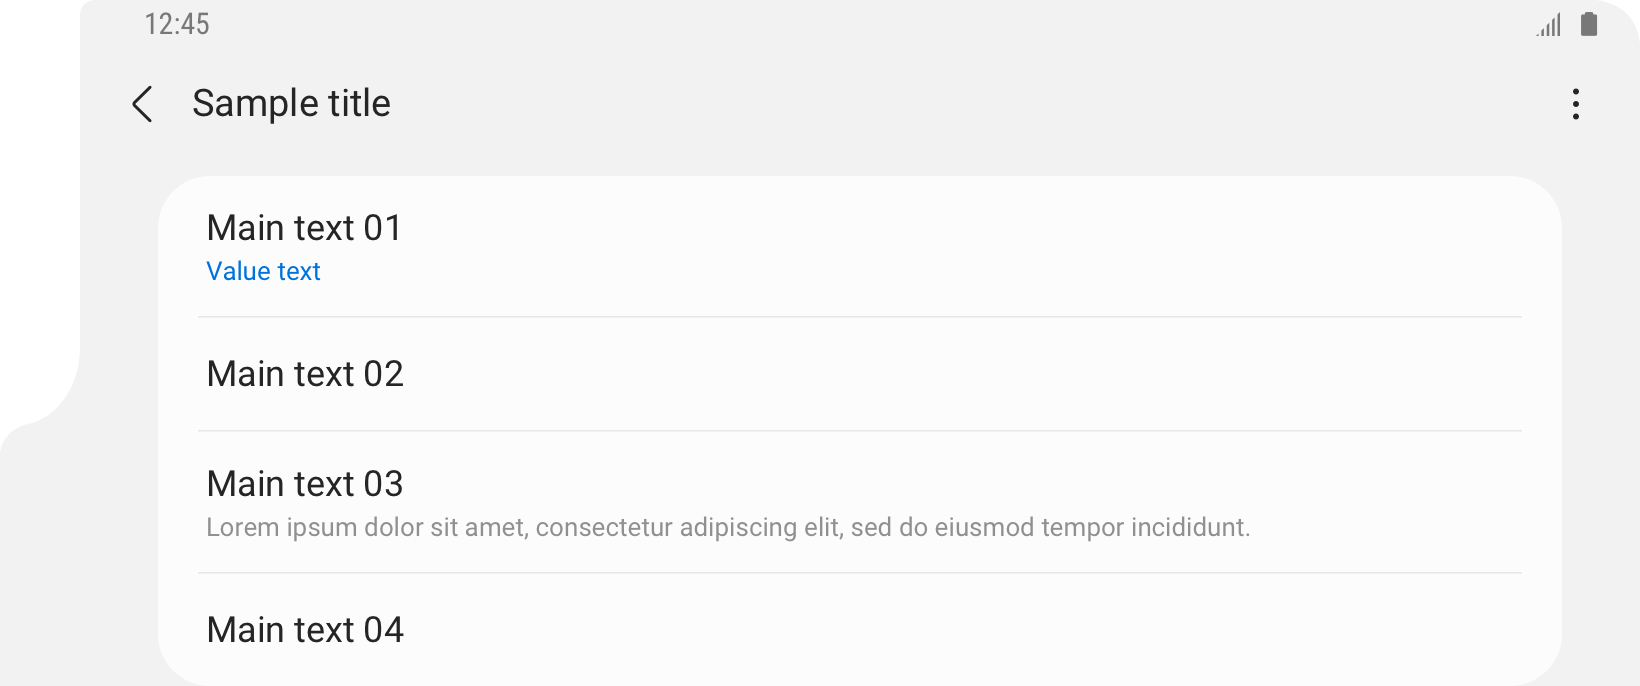 12:45
Sample title
Main text 01
Value text
Main text 02
Main text 03
Lorem ipsum dolor sit amet, consectetur adipiscing elit, sed do eiusmod tempor incididunt.
Main text 04